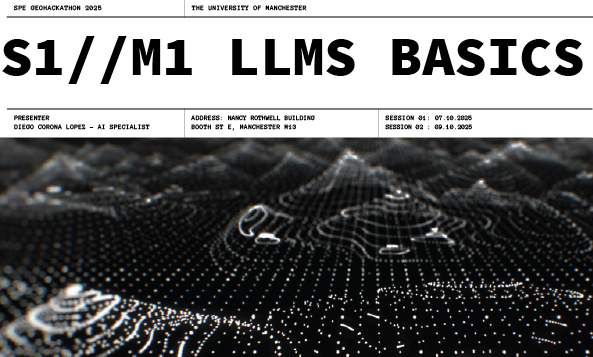 SPE GEOHACKATHON 2025
THE UNIVERSITY OF MANCHESTER
S1//M1 LLMS BASICS
PRESENTER
DIEGO CORONA LOPEZ – AI SPECIALIST
ADDRESS: NANCY ROTHWELL BUILDING
BOOTH ST E, MANCHESTER M13
SESSION 01: 07.10.2025
SESSION 02 : 09.10.2025